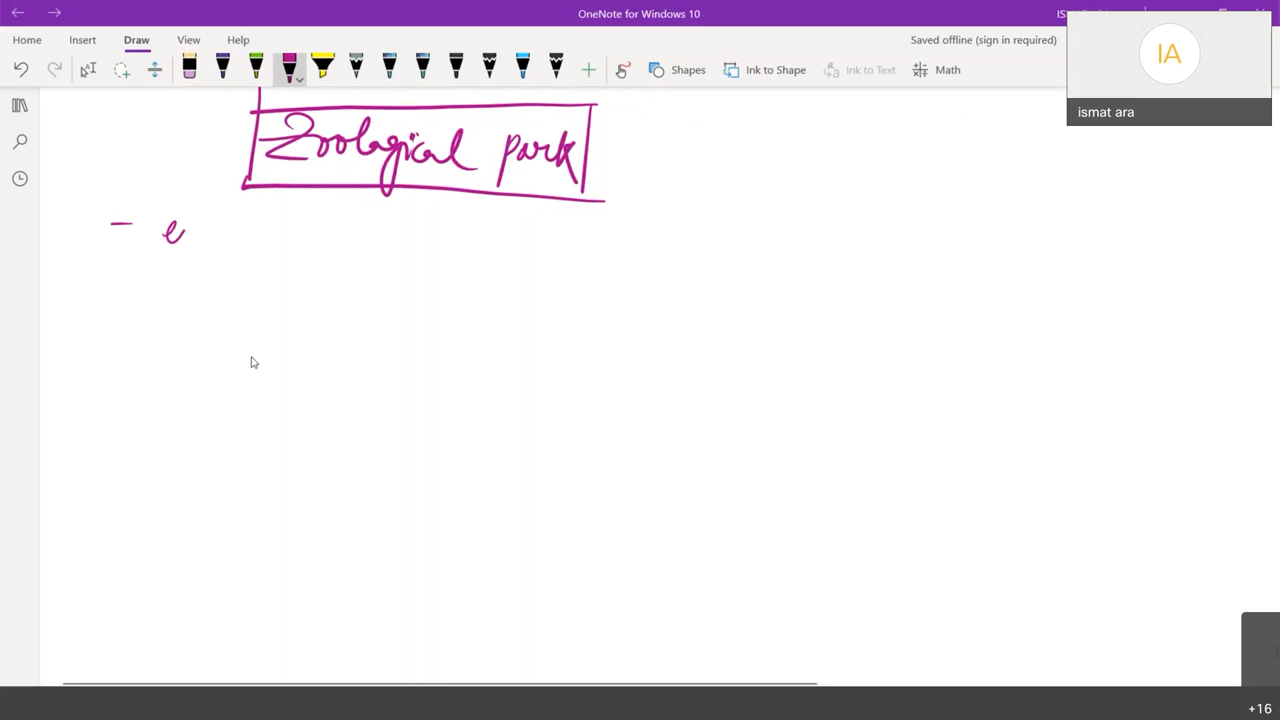 OneNote for Windows 10
Home Insert Draw View Help
Saved offline (sign in required)
Shapes Ink to Shape Ink to Text Math
IA
ismat ara
Zoological park
– e
+16